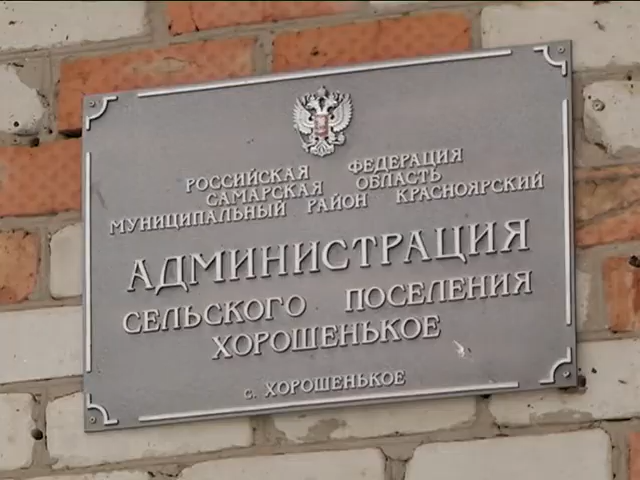 РОССИЙСКАЯ ФЕДЕРАЦИЯ
САМАРСКАЯ ОБЛАСТЬ
МУНИЦИПАЛЬНЫЙ РАЙОН КРАСНОЯРСКИЙ
АДМИНИСТРАЦИЯ
СЕЛЬСКОГО ПОСЕЛЕНИЯ
ХОРОШЕНЬКОЕ
с. ХОРОШЕНЬКОЕ